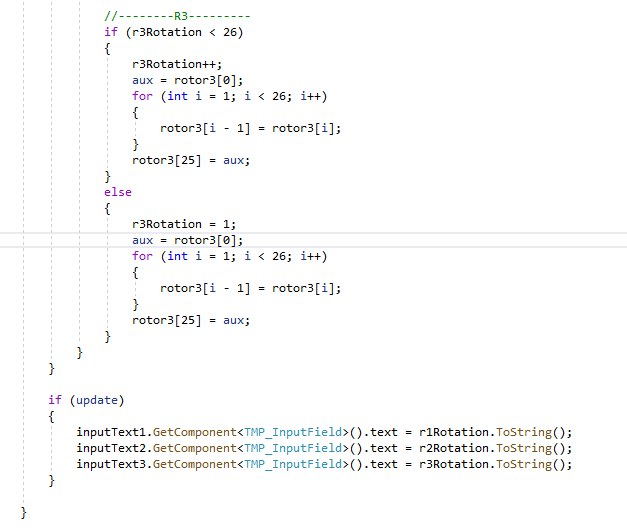 //--------R3---------
if (r3Rotation < 26)
{
r3Rotation++;
aux = rotor3[0];
for (int i = 1; i < 26; i++)
{
rotor3[i - 1] = rotor3[i];
}
rotor3[25] = aux;
}
else
{
r3Rotation = 1;
aux = rotor3[0];
for (int i = 1; i < 26; i++)
{
rotor3[i - 1] = rotor3[i];
}
rotor3[25] = aux;
}
}
}
if (update)
{
inputText1.GetComponent<TMP_InputField>().text = r1Rotation.ToString();
inputText2.GetComponent<TMP_InputField>().text = r2Rotation.ToString();
inputText3.GetComponent<TMP_InputField>().text = r3Rotation.ToString();
}
}